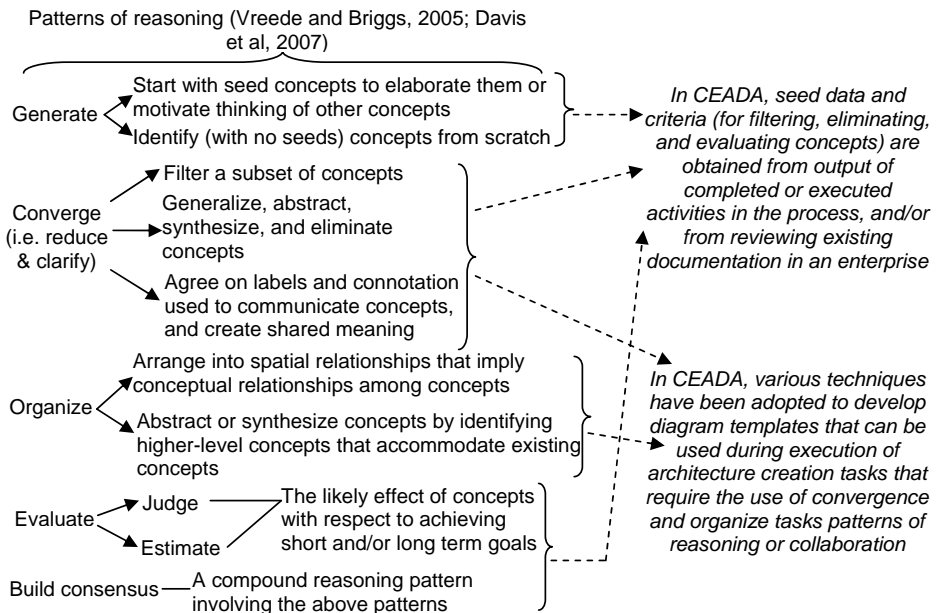 Patterns of reasoning (Vreede and Briggs, 2005; Davis
et al, 2007)
Generate
Start with seed concepts to elaborate them or
motivate thinking of other concepts
Identify (with no seeds) concepts from scratch
Converge
(i.e. reduce
& clarify)
Filter a subset of concepts
Generalize, abstract,
synthesize, and eliminate
concepts
Agree on labels and connotation
used to communicate concepts,
and create shared meaning
Organize
Arrange into spatial relationships that imply
conceptual relationships among concepts
Abstract or synthesize concepts by identifying
higher-level concepts that accommodate existing
concepts
Evaluate
Judge
Estimate
The likely effect of concepts
with respect to achieving
short and/or long term goals
Build consensus
A compound reasoning pattern
involving the above patterns
In CEADA, seed data and
criteria (for filtering, eliminating,
and evaluating concepts) are
obtained from output of
completed or executed
activities in the process, and/or
from reviewing existing
documentation in an enterprise
In CEADA, various techniques
have been adopted to develop
diagram templates that can be
used during execution of
architecture creation tasks that
require the use of convergence
and organize tasks patterns of
reasoning or collaboration